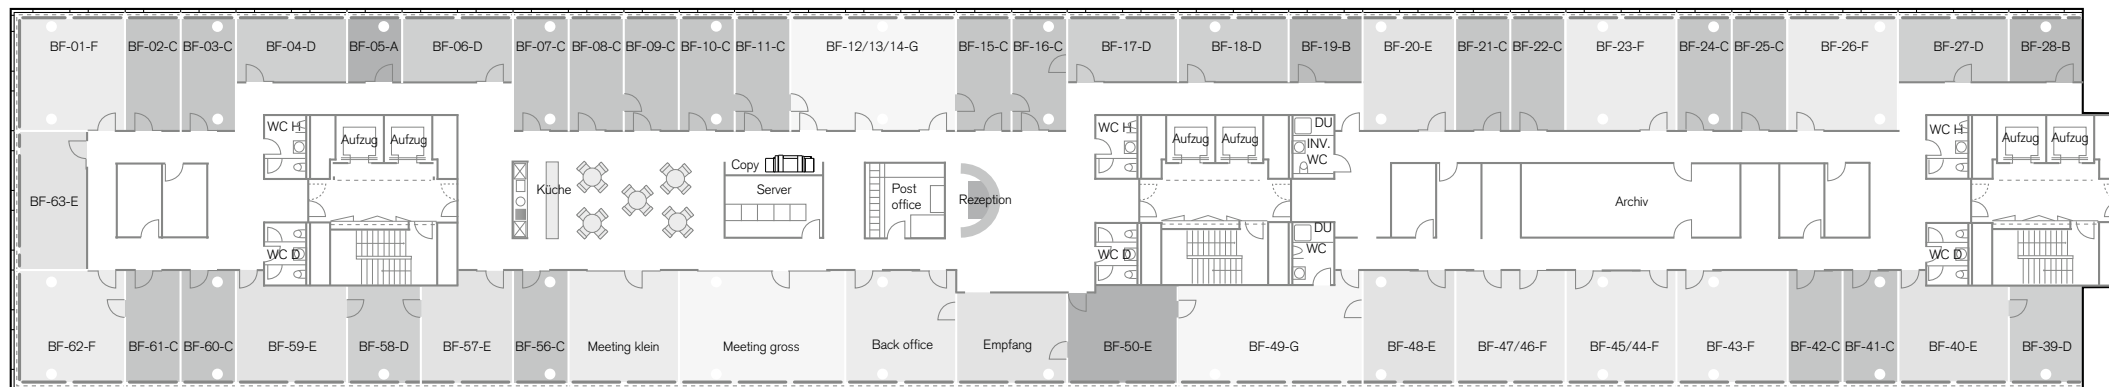 BF-01-F
BF-02-C
BF-03-C
BF-04-D
BF-05-A
BF-06-D
BF-07-C
BF-08-C
BF-09-C
BF-10-C
BF-11-C
BF-12/13/14-G
BF-15-C
BF-16-C
BF-17-D
BF-18-D
BF-19-B
BF-20-E
BF-21-C
BF-22-C
BF-23-F
BF-24-C
BF-25-C
BF-26-F
BF-27-D
BF-28-B
WC H
Aufzug
Aufzug
WC H
Aufzug
Aufzug
DU
INV.
WC
WC H
Aufzug
Aufzug
BF-63-E
Küche
Copy
Server
Post
office
Rezeption
Archiv
WC D
WC D
DU
WC
WC D
BF-62-F
BF-61-C
BF-60-C
BF-59-E
BF-58-D
BF-57-E
BF-56-C
Meeting klein
Meeting gross
Back office
Empfang
BF-50-E
BF-49-G
BF-48-E
BF-47/46-F
BF-45/44-F
BF-43-F
BF-42-C
BF-41-C
BF-40-E
BF-39-D